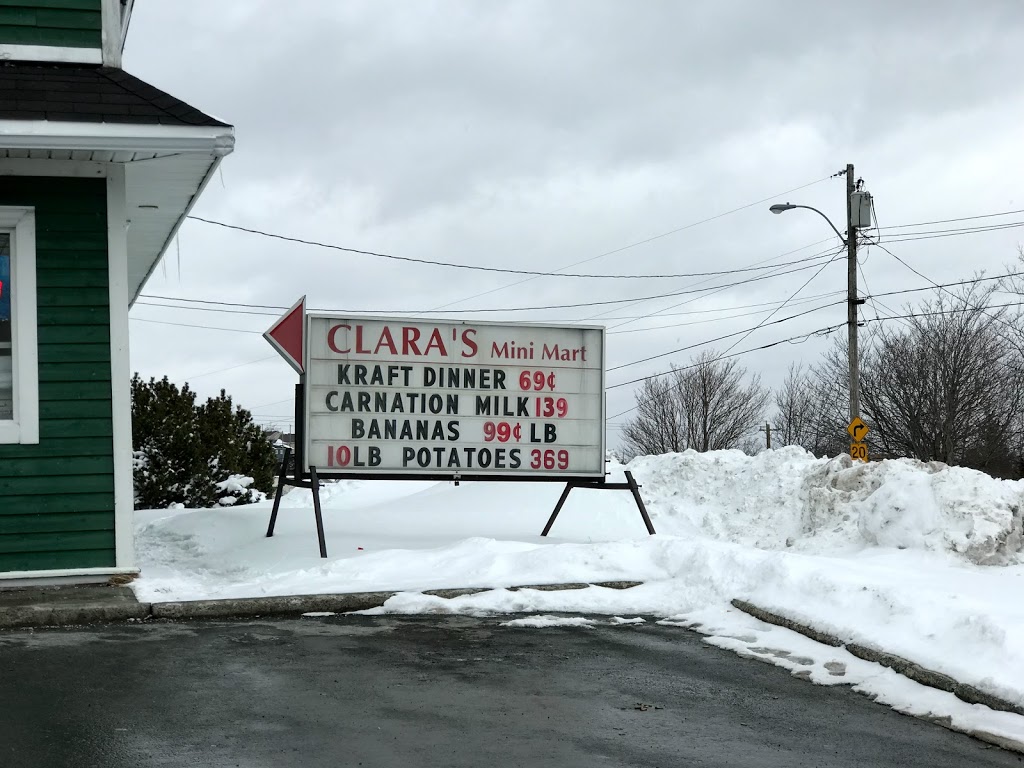 CLARA'S Mini Mart
KRAFT DINNER 69¢
CARNATION MILK 139
BANANAS 99¢ LB
10LB POTATOES 369
20